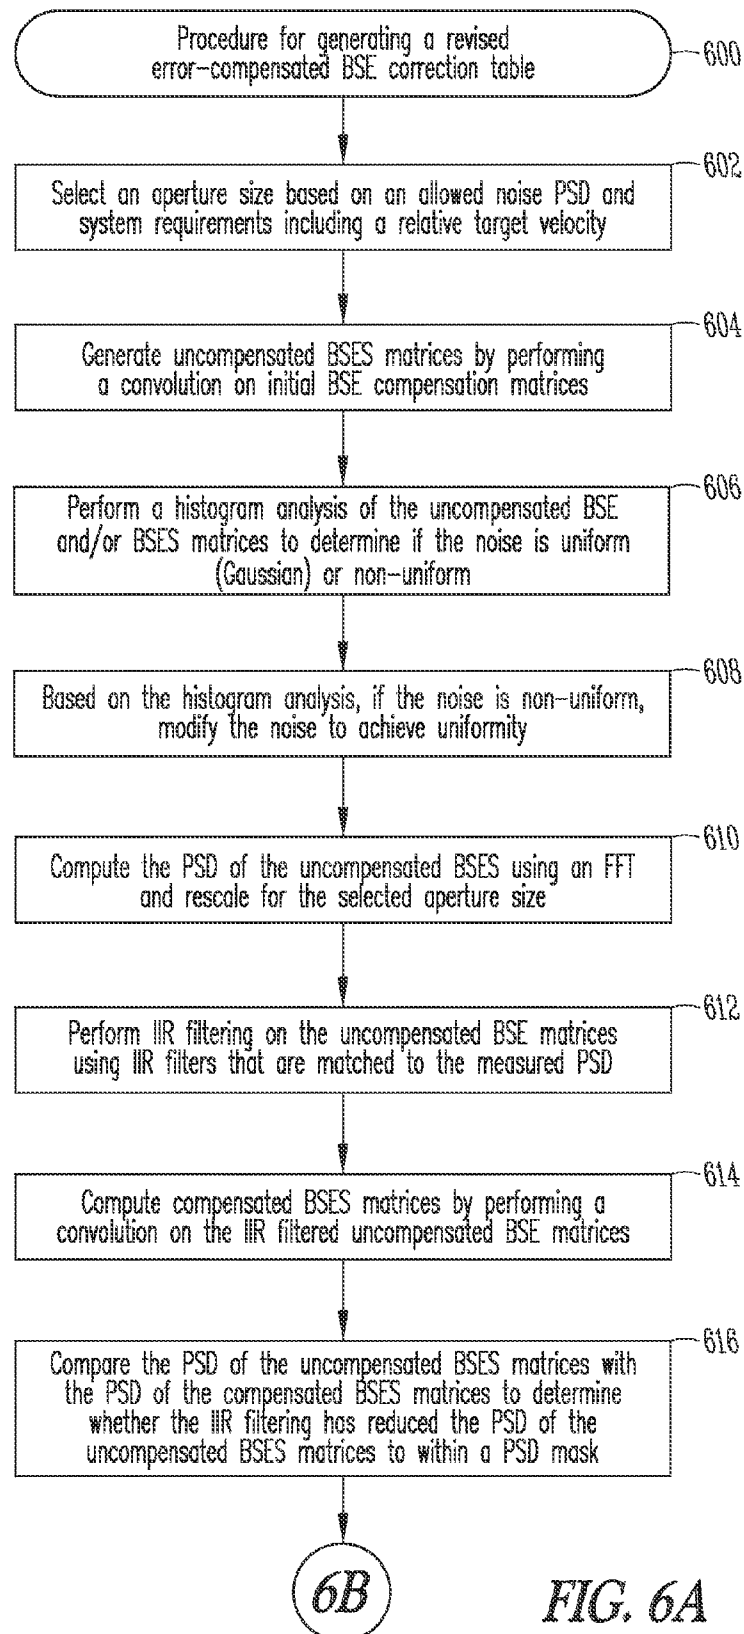 Procedure for generating a revised
error-compensated BSE correction table
600
602
Select an aperture size based on an allowed noise PSD and
system requirements including a relative target velocity
604
Generate uncompensated BSES matrices by performing
a convolution on initial BSE compensation matrices
606
Perform a histogram analysis of the uncompensated BSE
and/or BSES matrices to determine if the noise is uniform
(Gaussian) or non-uniform
608
Based on the histogram analysis, if the noise is non-uniform,
modify the noise to achieve uniformity
610
Compute the PSD of the uncompensated BSES using an FFT
and rescale for the selected aperture size
612
Perform IIR filtering on the uncompensated BSE matrices
using IIR filters that are matched to the measured PSD
614
Compute compensated BSES matrices by performing a
convolution on the IIR filtered uncompensated BSE matrices
616
Compare the PSD of the uncompensated BSES matrices with
the PSD of the compensated BSES matrices to determine
whether the IIR filtering has reduced the PSD of the
uncompensated BSES matrices to within a PSD mask
6B
FIG. 6A